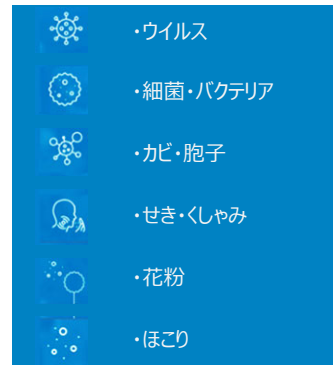 ・ウイルス
・細菌・バクテリア
・カビ・胞子
・せき・くしゃみ
・花粉
・ほこり